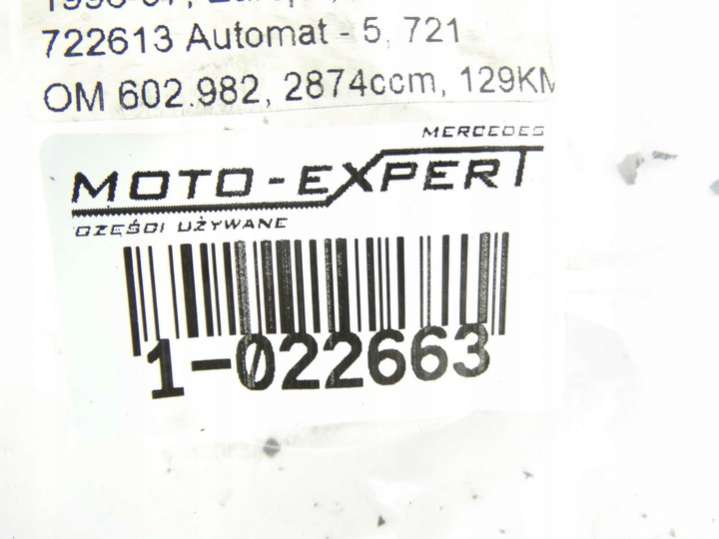 722613 Automat - 5, 721
OM 602.982, 2874ccm, 129KM
MERCEDES
MOTO-EXPERT
CZĘŚCI UŻYWANE
1-022663